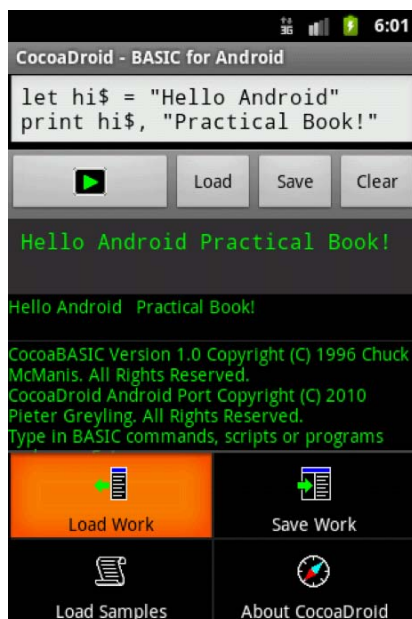 3G 6:01
CocoaDroid - BASIC for Android
let hi$ = "Hello Android"
print hi$, "Practical Book!"
Load Save Clear
Hello Android Practical Book!
Hello Android Practical Book!
CocoaBASIC Version 1.0 Copyright (C) 1996 Chuck
McManis. All Rights Reserved.
CocoaDroid Android Port Copyright (C) 2010
Pieter Greyling. All Rights Reserved.
Type in BASIC commands, scripts or programs
Load Work Save Work
Load Samples About CocoaDroid